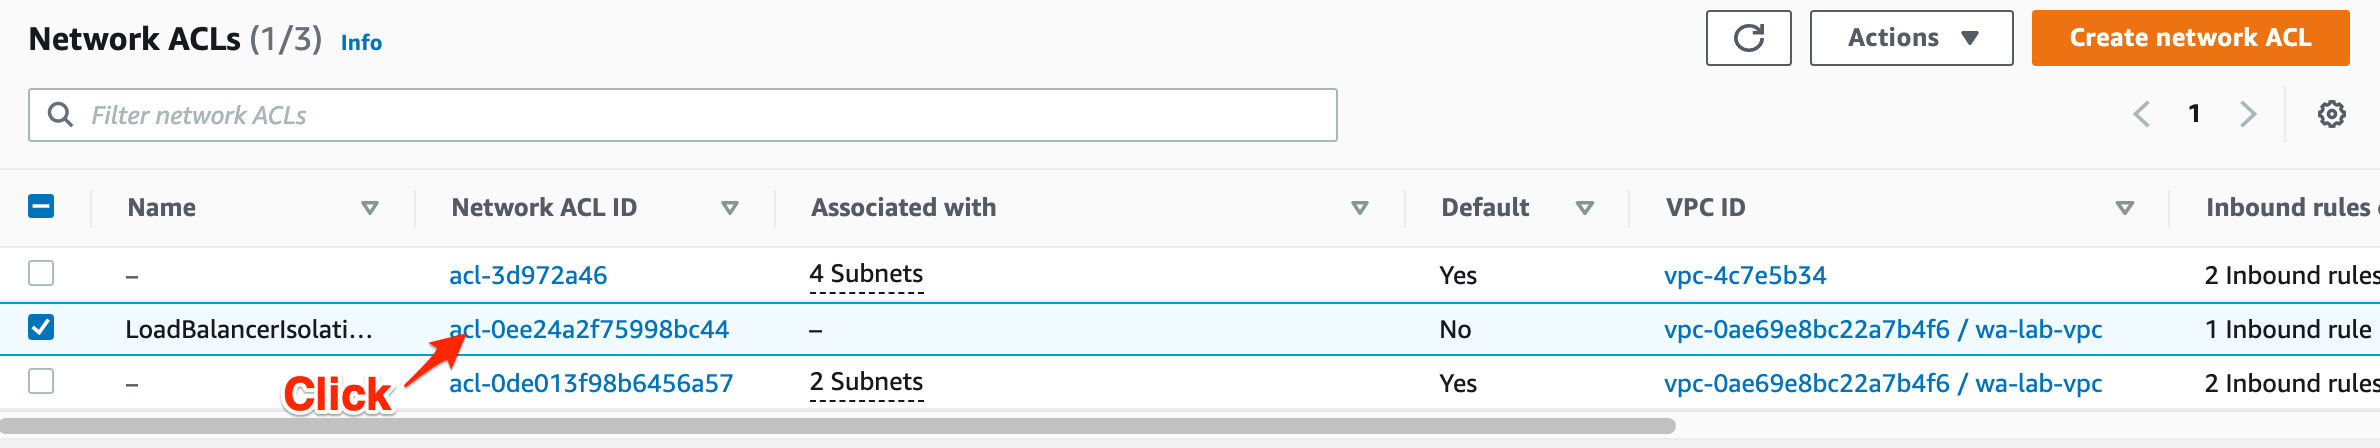 Network ACLs (1/3) Info Actions Create network ACL
Filter network ACLs 1
Name Network ACL ID Associated with Default VPC ID Inbound rules
– acl-3d972a46 4 Subnets Yes vpc-4c7e5b34 2 Inbound rules
LoadBalancerIsolati... acl-0ee24a2f75998bc44 – No vpc-0ae69e8bc22a7b4f6 / wa-lab-vpc 1 Inbound rule
– acl-0de013f98b6456a57 2 Subnets Yes vpc-0ae69e8bc22a7b4f6 / wa-lab-vpc 2 Inbound rules
Click